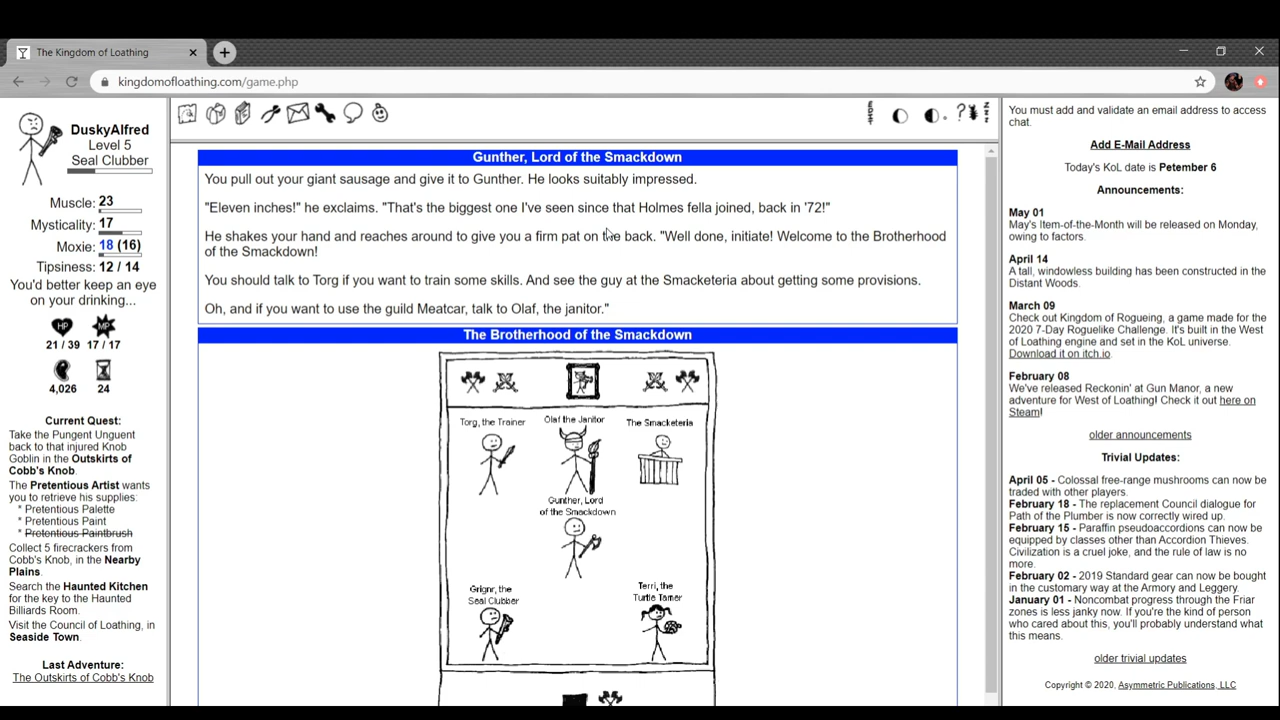 The Kingdom of Loathing
kingdomofloathing.com/game.php
DuskyAlfred
Level 5
Seal Clubber
Muscle: 23
Mysticality: 17
Moxie: 18 (16)
Tipsiness: 12 / 14
You'd better keep an eye
on your drinking...
HP MP
21 / 39 17 / 17
4,026 24
Current Quest:
Take the Pungent Unguent
back to that injured Knob
Goblin in the Outskirts of
Cobb's Knob.
The Pretentious Artist wants
you to retrieve his supplies:
* Pretentious Palette
* Pretentious Paint
* Pretentious Paintbrush
Collect 5 firecrackers from
Cobb's Knob, in the Nearby
Plains.
Search the Haunted Kitchen
for the key to the Haunted
Billiards Room.
Visit the Council of Loathing, in
Seaside Town.
Last Adventure:
The Outskirts of Cobb's Knob
Gunther, Lord of the Smackdown
You pull out your giant sausage and give it to Gunther. He looks suitably impressed.
"Eleven inches!" he exclaims. "That's the biggest one I've seen since that Holmes fella joined, back in '72!"
He shakes your hand and reaches around to give you a firm pat on the back. "Well done, initiate! Welcome to the Brotherhood
of the Smackdown!
You should talk to Torg if you want to train some skills. And see the guy at the Smacketeria about getting some provisions.
Oh, and if you want to use the guild Meatcar, talk to Olaf, the janitor."
The Brotherhood of the Smackdown
Torg, the Trainer
Olaf the Janitor
The Smacketeria
Gunther, Lord
of the Smackdown
Grignr, the
Seal Clubber
Terri, the
Turtle Tamer
You must add and validate an email address to access
chat.
Add E-Mail Address
Today's KoL date is Petember 6
Announcements:
May 01
May's Item-of-the-Month will be released on Monday,
owing to factors.
April 14
A tall, windowless building has been constructed in the
Distant Woods.
March 09
Check out Kingdom of Rogueing, a game made for the
2020 7-Day Roguelike Challenge. It's built in the West
of Loathing engine and set in the KoL universe.
Download it on itch.io.
February 08
We've released Reckonin' at Gun Manor, a new
adventure for West of Loathing! Check it out here on
Steam!
older announcements
Trivial Updates:
April 05 - Colossal free-range mushrooms can now be
traded with other players.
February 18 - The replacement Council dialogue for
Path of the Plumber is now correctly wired up.
February 15 - Paraffin pseudoaccordions can now be
equipped by classes other than Accordion Thieves.
Civilization is a cruel joke, and the rule of law is no
more.
February 02 - 2019 Standard gear can now be bought
in the customary way at the Armory and Leggery.
January 01 - Noncombat progress through the Friar
zones is less janky now. If you're the kind of person
who cared about this, you'll probably understand what
this means.
older trivial updates
Copyright © 2020, Asymmetric Publications, LLC